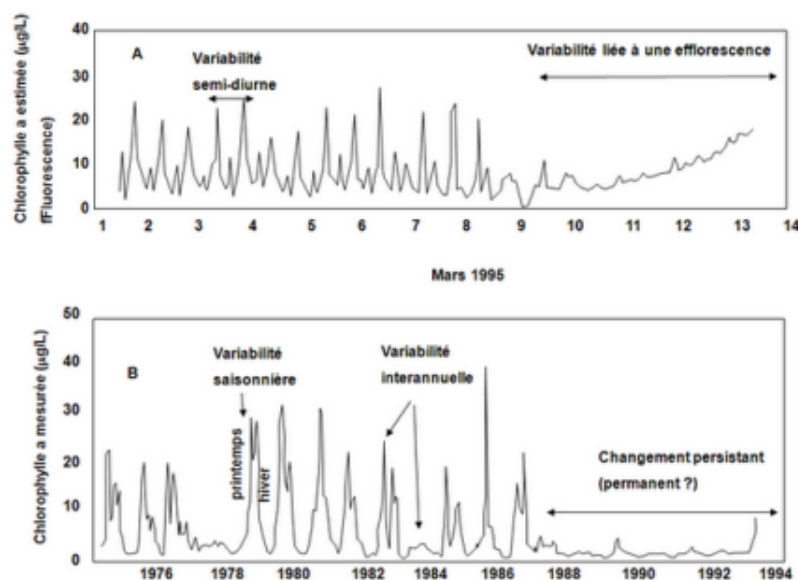 Chlorophylle a estimée (µg/L)
fFluorescence)
40
30
20
10
0
A
Variabilité
semi-diurne
Variabilité liée à une efflorescence
1 2 3 4 5 6 7 8 9 10 11 12 13 14
Mars 1995
Chlorophylle a mesurée (µg/L)
50
40
30
20
10
0
B
Variabilité
saisonnière
Variabilité
interannuelle
printemps
hiver
Changement persistant
(permanent ?)
1976 1978 1980 1982 1984 1986 1988 1990 1992 1994